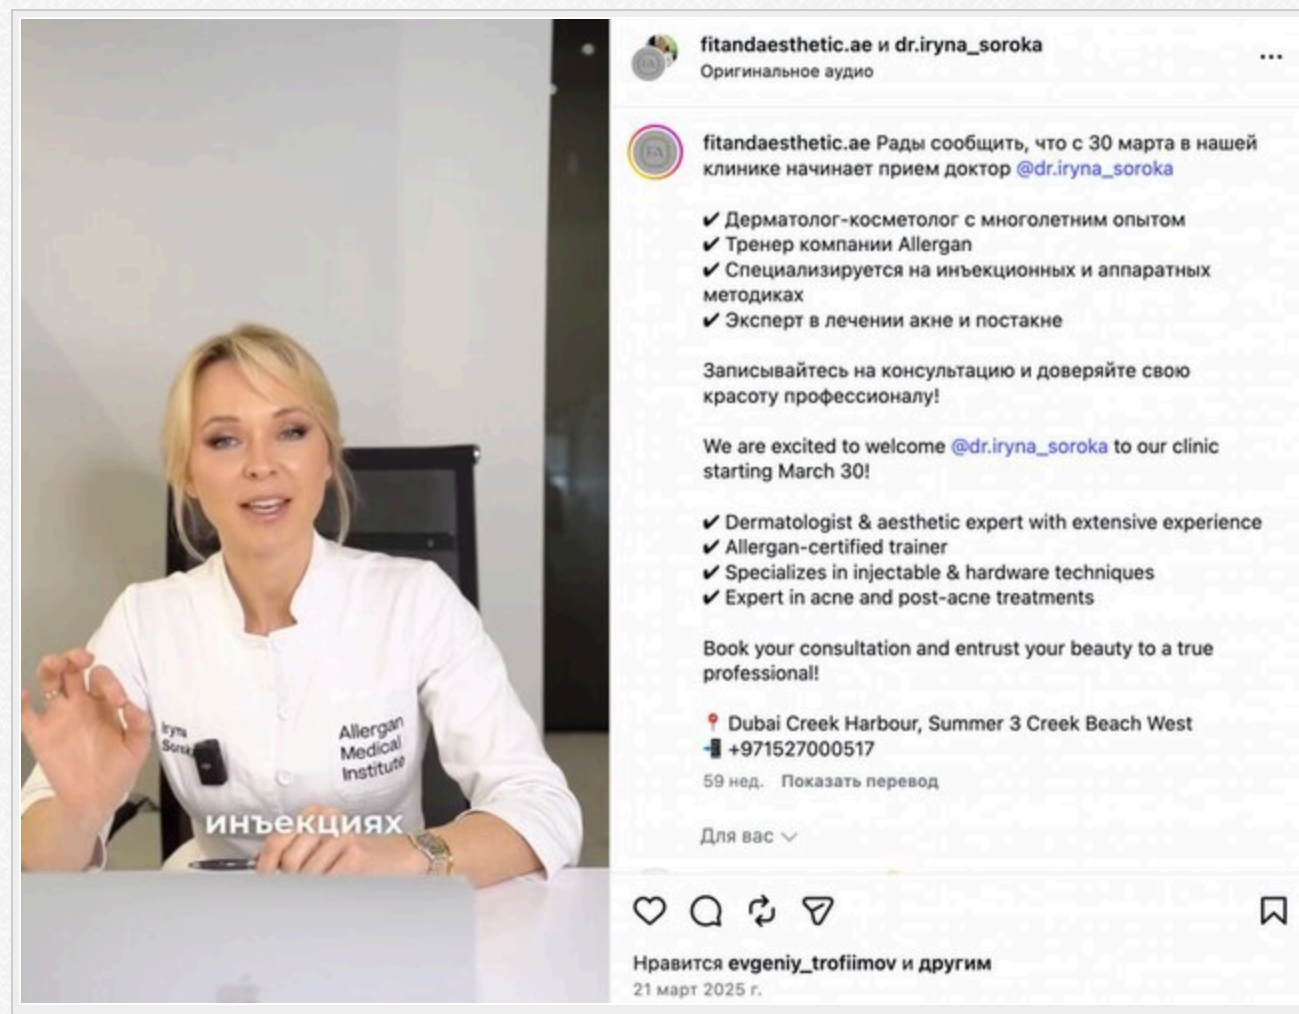 fitandaesthetic.ae и dr.iryna_soroka
Оригинальное аудио
FA
fitandaesthetic.ae Рады сообщить, что с 30 марта в нашей
клинике начинает прием доктор @dr.iryna_soroka
✔ Дерматолог-косметолог с многолетним опытом
✔ Тренер компании Allergan
✔ Специализируется на инъекционных и аппаратных
методиках
✔ Эксперт в лечении акне и постакне
Записывайтесь на консультацию и доверяйте свою
красоту профессионалу!
We are excited to welcome @dr.iryna_soroka to our clinic
starting March 30!
✔ Dermatologist & aesthetic expert with extensive experience
✔ Allergan-certified trainer
✔ Specializes in injectable & hardware techniques
✔ Expert in acne and post-acne treatments
Book your consultation and entrust your beauty to a true
professional!
📍 Dubai Creek Harbour, Summer 3 Creek Beach West
📲 +971527000517
59 нед. Показать перевод
Для вас
Нравится evgeniy_trofiimov и другим
21 март 2025 г.
Iryna
Allergan
Medical
Institute
инъекциях